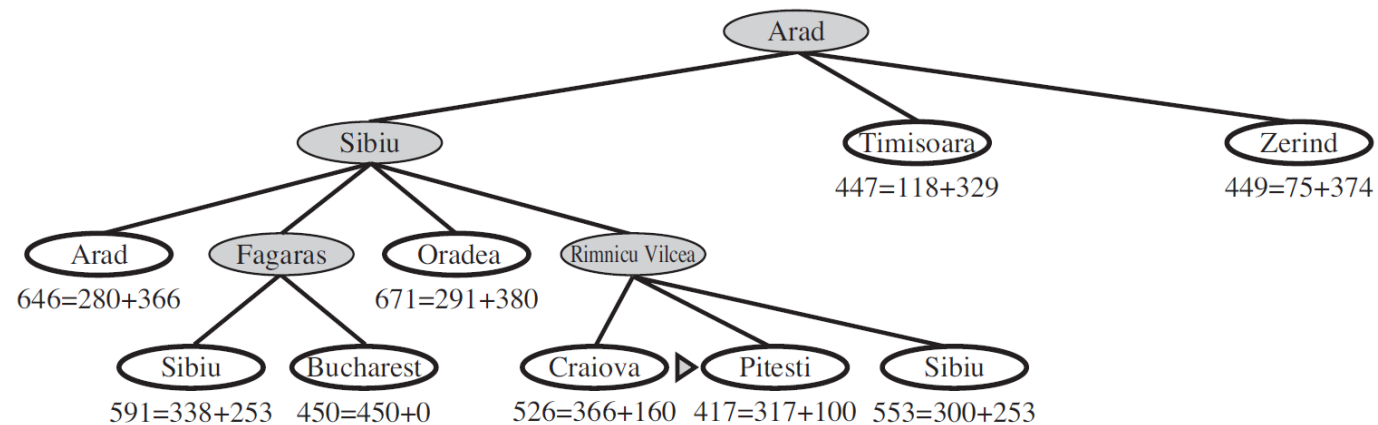 Arad
Sibiu
Timisoara
Zerind
447=118+329
449=75+374
Arad
Fagaras
Oradea
Rimnicu Vilcea
646=280+366
671=291+380
Sibiu
Bucharest
Craiova
Pitesti
Sibiu
591=338+253
450=450+0
526=366+160
417=317+100
553=300+253